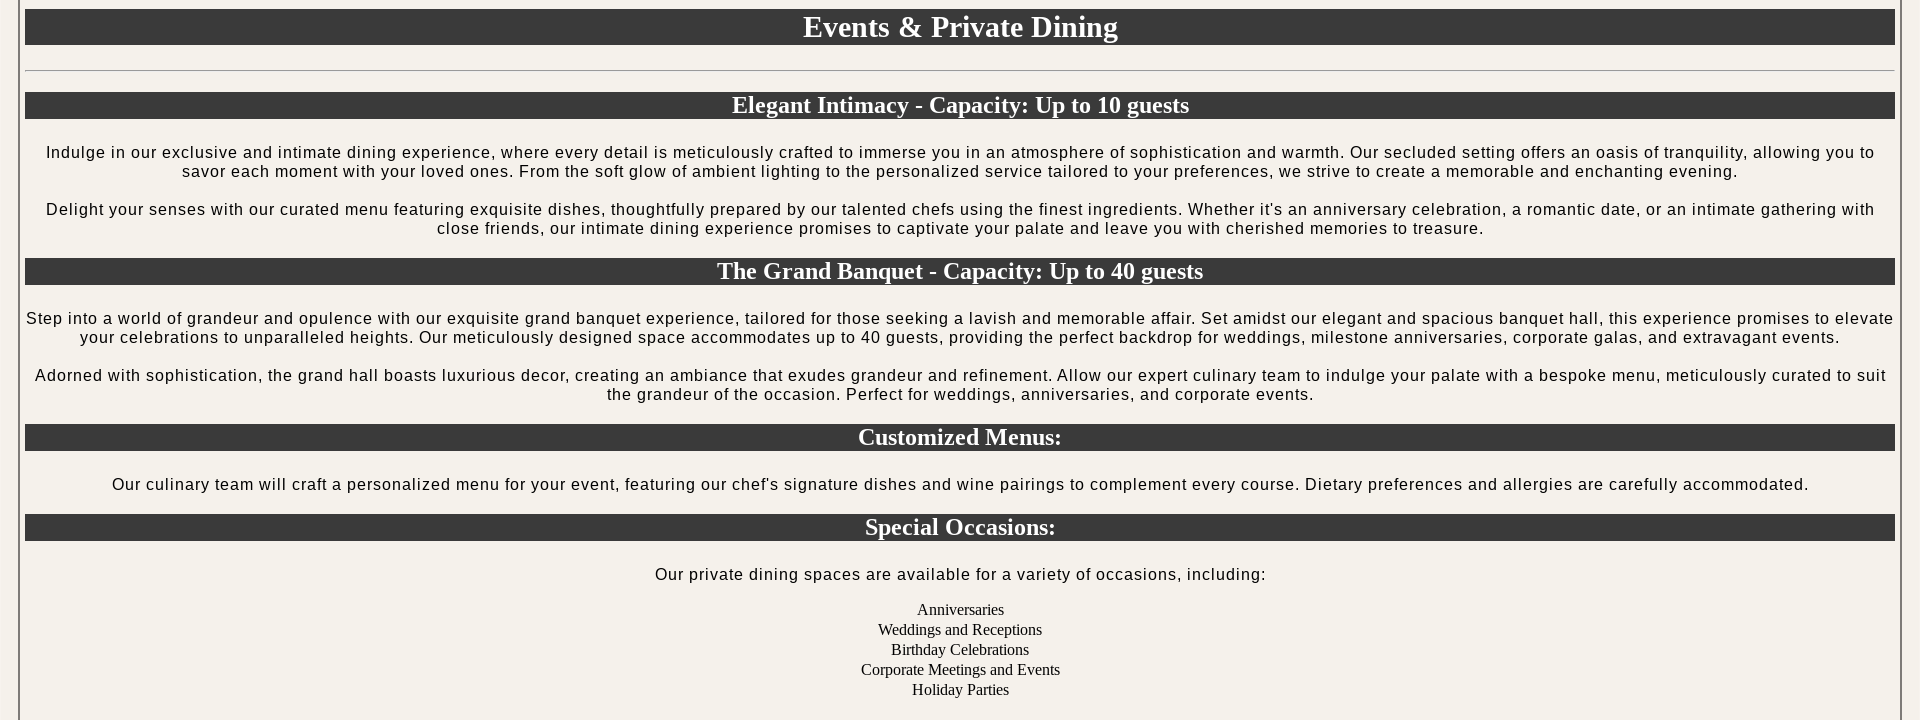 Events & Private Dining
Elegant Intimacy - Capacity: Up to 10 guests
Indulge in our exclusive and intimate dining experience, where every detail is meticulously crafted to immerse you in an atmosphere of sophistication and warmth. Our secluded setting offers an oasis of tranquility, allowing you to
savor each moment with your loved ones. From the soft glow of ambient lighting to the personalized service tailored to your preferences, we strive to create a memorable and enchanting evening.
Delight your senses with our curated menu featuring exquisite dishes, thoughtfully prepared by our talented chefs using the finest ingredients. Whether it's an anniversary celebration, a romantic date, or an intimate gathering with
close friends, our intimate dining experience promises to captivate your palate and leave you with cherished memories to treasure.
The Grand Banquet - Capacity: Up to 40 guests
Step into a world of grandeur and opulence with our exquisite grand banquet experience, tailored for those seeking a lavish and memorable affair. Set amidst our elegant and spacious banquet hall, this experience promises to elevate
your celebrations to unparalleled heights. Our meticulously designed space accommodates up to 40 guests, providing the perfect backdrop for weddings, milestone anniversaries, corporate galas, and extravagant events.
Adorned with sophistication, the grand hall boasts luxurious decor, creating an ambiance that exudes grandeur and refinement. Allow our expert culinary team to indulge your palate with a bespoke menu, meticulously curated to suit
the grandeur of the occasion. Perfect for weddings, anniversaries, and corporate events.
Customized Menus:
Our culinary team will craft a personalized menu for your event, featuring our chef's signature dishes and wine pairings to complement every course. Dietary preferences and allergies are carefully accommodated.
Special Occasions:
Our private dining spaces are available for a variety of occasions, including:
Anniversaries
Weddings and Receptions
Birthday Celebrations
Corporate Meetings and Events
Holiday Parties